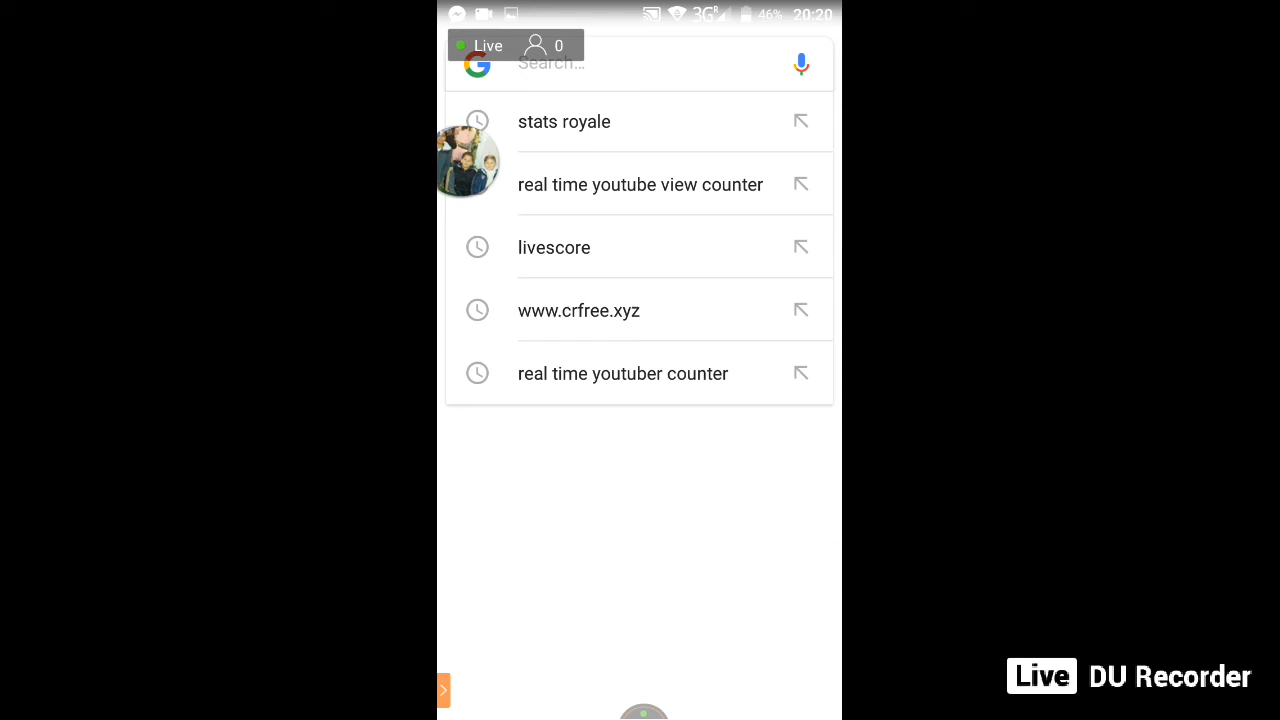 3G R 46% 20:20
Live 0
Search...
stats royale
real time youtube view counter
livescore
www.crfree.xyz
real time youtuber counter
Live DU Recorder